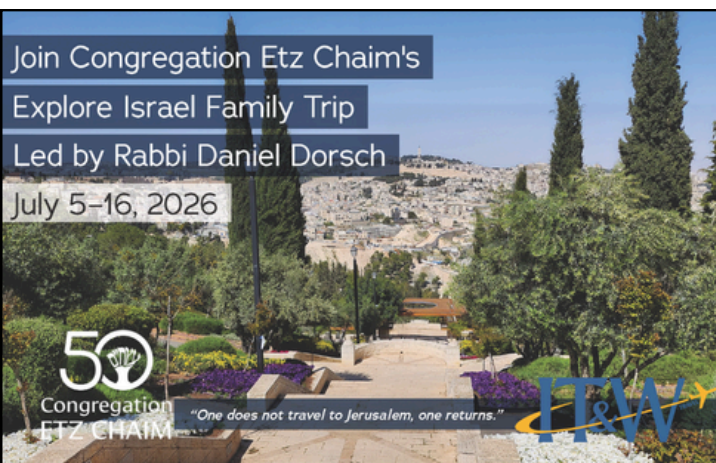 Join Congregation Etz Chaim's
Explore Israel Family Trip
Led by Rabbi Daniel Dorsch
July 5–16, 2026
50
Congregation
ETZ CHAIM
"One does not travel to Jerusalem, one returns."
IT&W